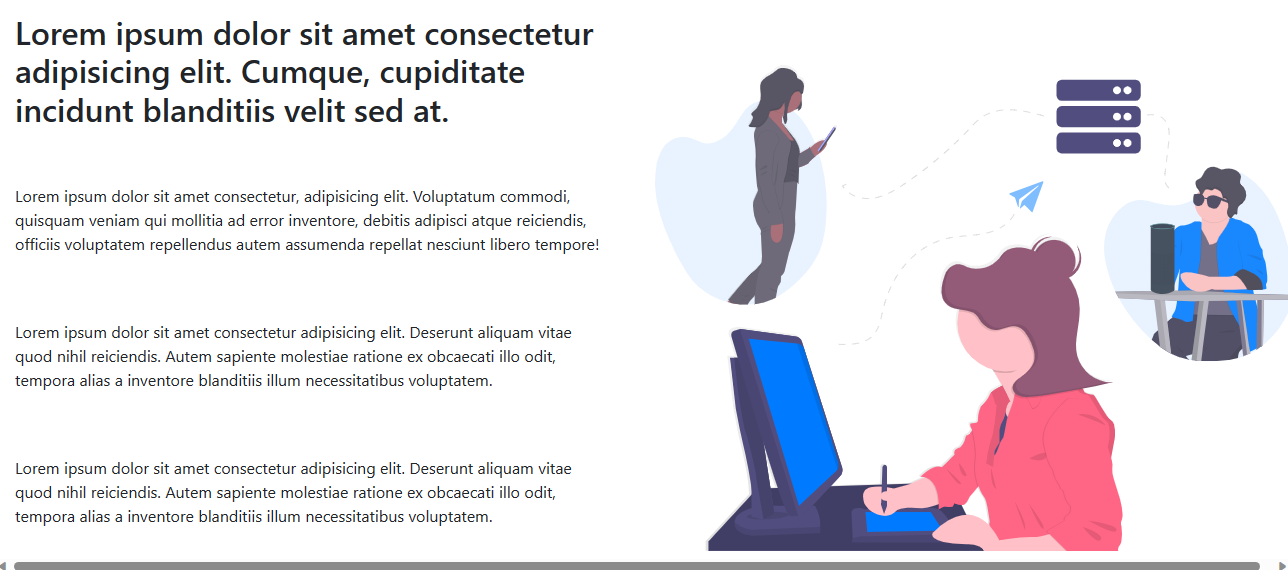 Lorem ipsum dolor sit amet consectetur
adipisicing elit. Cumque, cupiditate
incidunt blanditiis velit sed at.
Lorem ipsum dolor sit amet consectetur, adipisicing elit. Voluptatum commodi,
quisquam veniam qui mollitia ad error inventore, debitis adipisci atque reiciendis,
officiis voluptatem repellendus autem assumenda repellat nesciunt libero tempore!
Lorem ipsum dolor sit amet consectetur adipisicing elit. Deserunt aliquam vitae
quod nihil reiciendis. Autem sapiente molestiae ratione ex obcaecati illo odit,
tempora alias a inventore blanditiis illum necessitatibus voluptatem.
Lorem ipsum dolor sit amet consectetur adipisicing elit. Deserunt aliquam vitae
quod nihil reiciendis. Autem sapiente molestiae ratione ex obcaecati illo odit,
tempora alias a inventore blanditiis illum necessitatibus voluptatem.